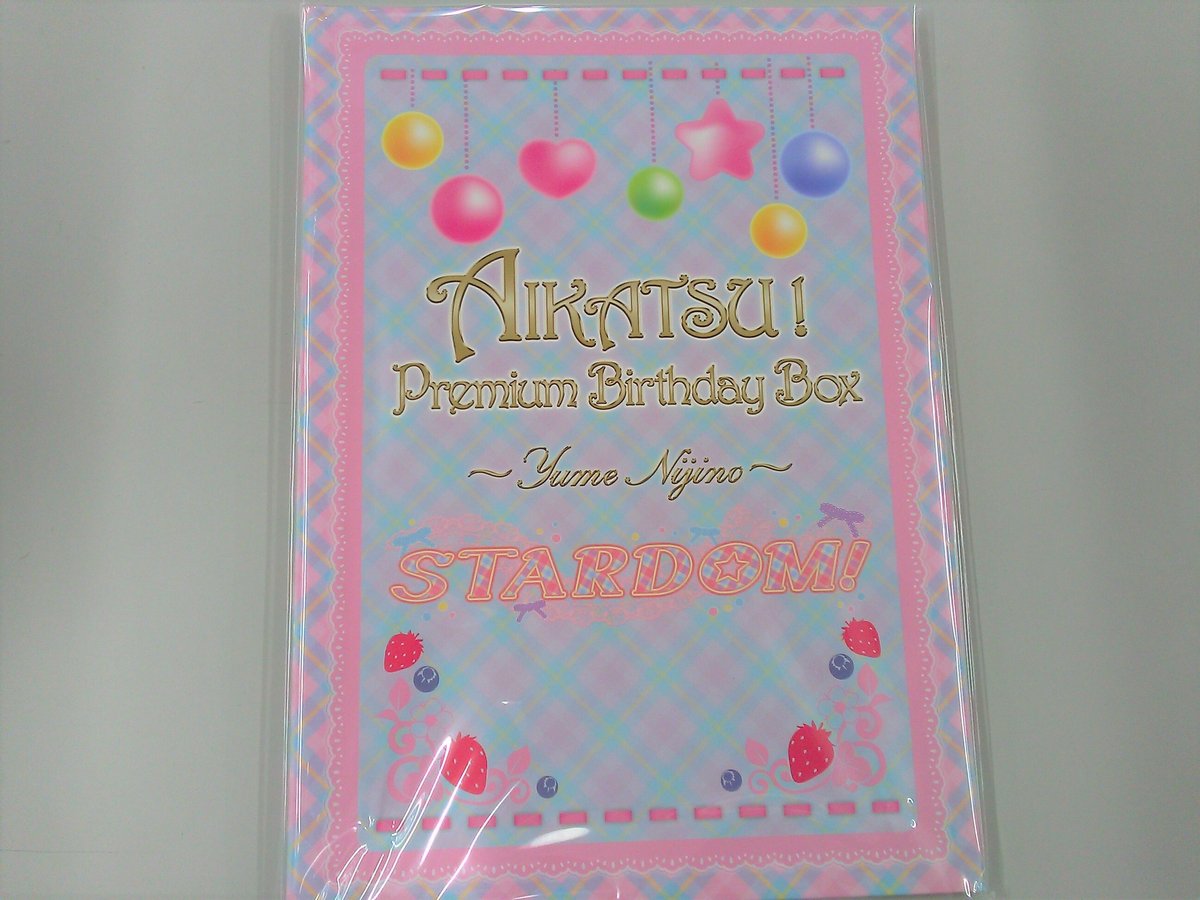 AIKATSU!
Premium Birthday Box
~Yume Nijino~
STARDOM!